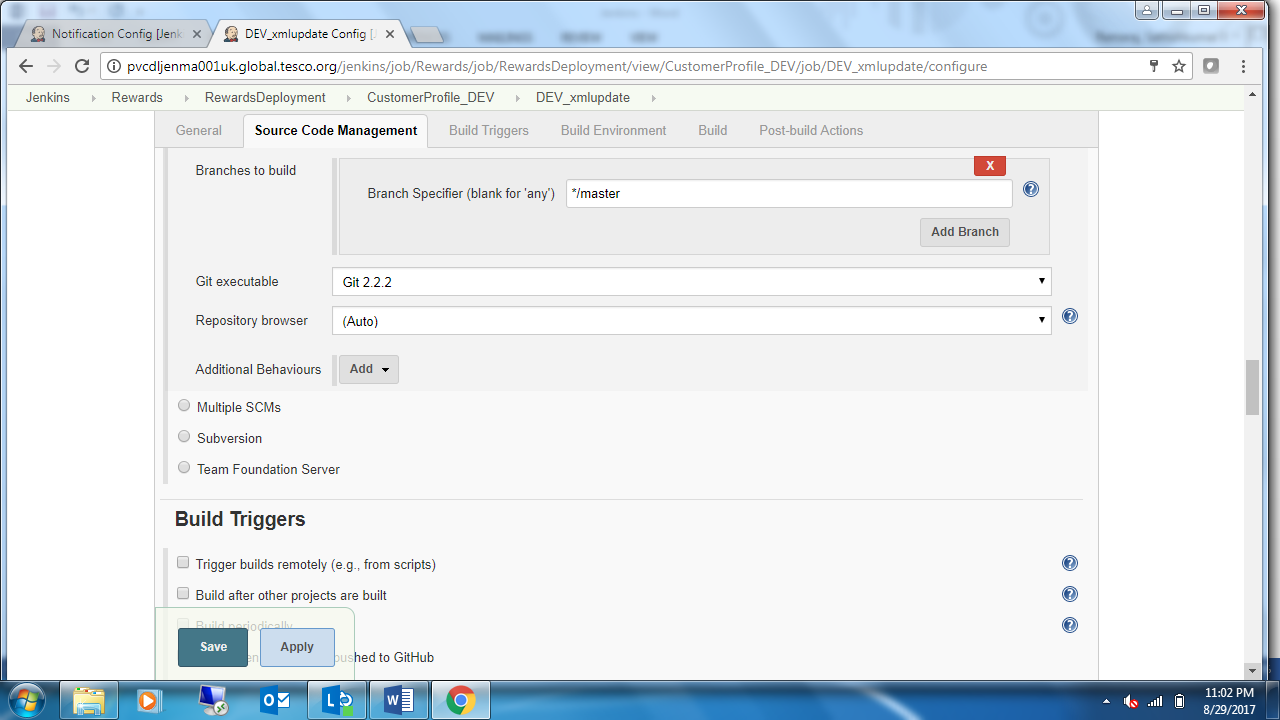 Notification Config [Jenk
DEV_xmlupdate Config [J
pvcdljenma001uk.global.tesco.org/jenkins/job/Rewards/job/RewardsDeployment/view/CustomerProfile_DEV/job/DEV_xmlupdate/configure
Jenkins Rewards RewardsDeployment CustomerProfile_DEV DEV_xmlupdate
General Source Code Management Build Triggers Build Environment Build Post-build Actions
Branches to build
X
Branch Specifier (blank for 'any') */master
Add Branch
Git executable Git 2.2.2
Repository browser (Auto)
Additional Behaviours Add
Multiple SCMs
Subversion
Team Foundation Server
Build Triggers
Trigger builds remotely (e.g., from scripts)
Build after other projects are built
Build periodically
Save Apply
pushed to GitHub
11:02 PM
8/29/2017